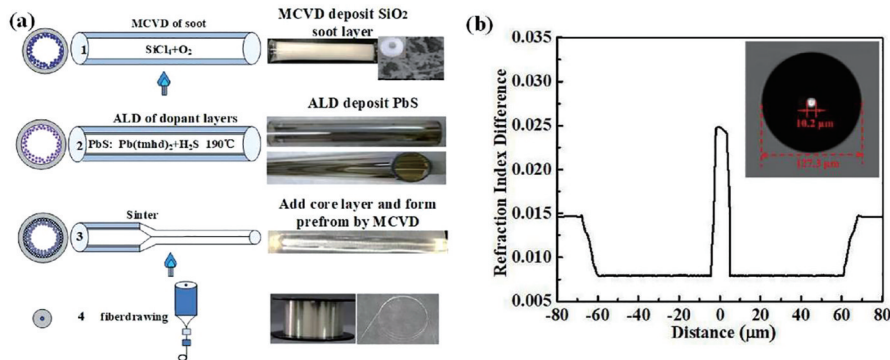 (a)
MCVD of soot
1
SiCl4+O2
MCVD deposit SiO2
soot layer
ALD of dopant layers
2
PbS: Pb(tmhd)2+H2S 190℃
ALD deposit PbS
Sinter
3
Add core layer and form
prefrom by MCVD
4 fiberdrawing
(b)
Refraction Index Difference
0.035
0.030
0.025
0.020
0.015
0.010
0.005
-80 -60 -40 -20 0 20 40 60 80
Distance (μm)
10.2 μm
127.3 μm